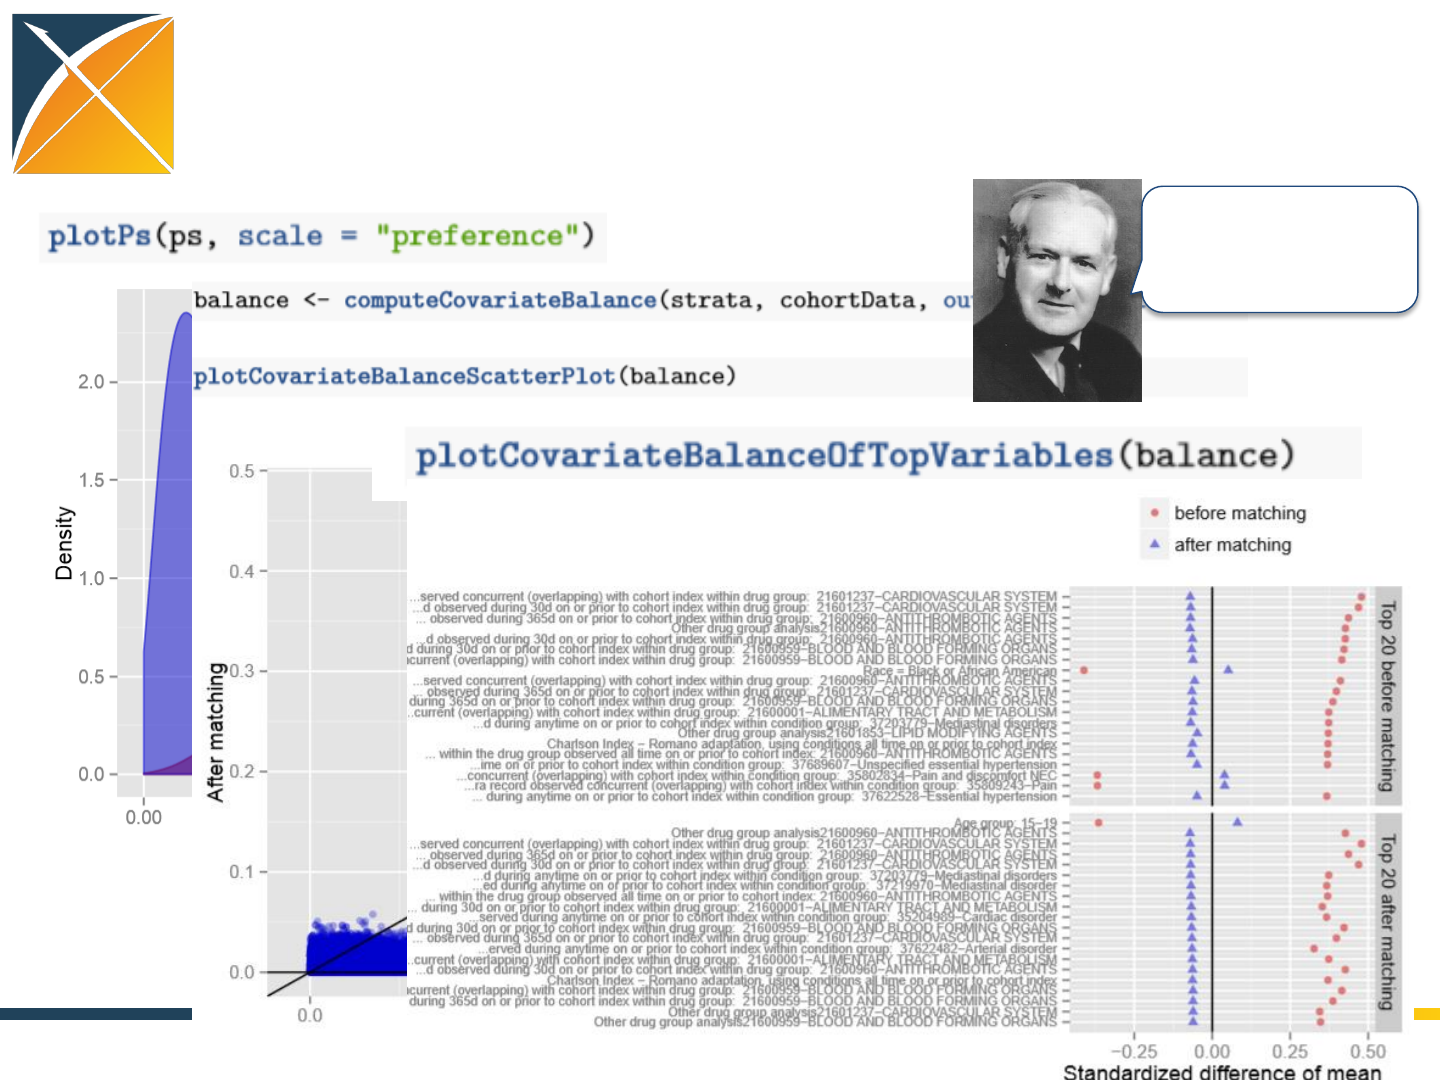 plotPs(ps, scale = "preference")
balance <- computeCovariateBalance(strata, cohortData,
plotCovariateBalanceScatterPlot(balance)
plotCovariateBalanceOfTopVariables(balance)
Density
2.0
1.5
1.0
0.5
0.0
0.00
After matching
0.5
0.4
0.3
0.2
0.1
0.0
0.0
before matching
after matching
...served concurrent (overlapping) with cohort index within drug group: 21601237−CARDIOVASCULAR SYSTEM
...d observed during 30d on or prior to cohort index within drug group: 21601237−CARDIOVASCULAR SYSTEM
... observed during 365d on or prior to cohort index within drug group: 21600960−ANTITHROMBOTIC AGENTS
Other drug group analysis21600960−ANTITHROMBOTIC AGENTS
...d observed during 30d on or prior to cohort index within drug group: 21600960−ANTITHROMBOTIC AGENTS
d during 30d on or prior to cohort index within drug group: 21600959−BLOOD AND BLOOD FORMING ORGANS
(overlapping) with cohort index within drug group: 21600959−BLOOD AND BLOOD FORMING ORGANS
Race = Black or African American
...served concurrent (overlapping) with cohort index within drug group: 21600960−ANTITHROMBOTIC AGENTS
... observed during 365d on or prior to cohort index within drug group: 21601237−CARDIOVASCULAR SYSTEM
during 365d on or prior to cohort index within drug group: 21600959−BLOOD AND BLOOD FORMING ORGANS
...current (overlapping) with cohort index within drug group: 21600001−ALIMENTARY TRACT AND METABOLISM
...d during anytime on or prior to cohort index within condition group: 37203779−Mediastinal disorders
Other drug group analysis21601853−LIPID MODIFYING AGENTS
Charlson Index − Romano adaptation, using conditions all time on or prior to cohort index
... within the drug group observed all time on or prior to cohort index: 21600960−ANTITHROMBOTIC AGENTS
...ime on or prior to cohort index within condition group: 37689607−Unspecified essential hypertension
...concurrent (overlapping) with cohort index within condition group: 35802834−Pain and discomfort NEC
...ra record observed concurrent (overlapping) with cohort index within condition group: 35809243−Pain
... during anytime on or prior to cohort index within condition group: 37622528−Essential hypertension
Top 20 before matching
Age group: 15−19
Other drug group analysis21600960−ANTITHROMBOTIC AGENTS
...served concurrent (overlapping) with cohort index within drug group: 21601237−CARDIOVASCULAR SYSTEM
... observed during 365d on or prior to cohort index within drug group: 21600960−ANTITHROMBOTIC AGENTS
...d observed during 30d on or prior to cohort index within drug group: 21601237−CARDIOVASCULAR SYSTEM
...d during anytime on or prior to cohort index within condition group: 37203779−Mediastinal disorders
...ed during anytime on or prior to cohort index within condition group: 37219970−Mediastinal disorder
... within the drug group observed all time on or prior to cohort index: 21600960−ANTITHROMBOTIC AGENTS
... during 30d on or prior to cohort index within drug group: 21600001−ALIMENTARY TRACT AND METABOLISM
...served during anytime on or prior to cohort index within condition group: 35204989−Cardiac disorder
d during 30d on or prior to cohort index within drug group: 21600959−BLOOD AND BLOOD FORMING ORGANS
... observed during 365d on or prior to cohort index within drug group: 21601237−CARDIOVASCULAR SYSTEM
...erved during anytime on or prior to cohort index within condition group: 37622482−Arterial disorder
...current (overlapping) with cohort index within drug group: 21600001−ALIMENTARY TRACT AND METABOLISM
...d observed during 30d on or prior to cohort index within drug group: 21600960−ANTITHROMBOTIC AGENTS
Charlson Index − Romano adaptation, using conditions all time on or prior to cohort index
(overlapping) with cohort index within drug group: 21600959−BLOOD AND BLOOD FORMING ORGANS
during 365d on or prior to cohort index within drug group: 21600959−BLOOD AND BLOOD FORMING ORGANS
Other drug group analysis21601237−CARDIOVASCULAR SYSTEM
Other drug group analysis21600959−BLOOD AND BLOOD FORMING ORGANS
Top 20 after matching
−0.25 0.00 0.25 0.50
Standardized difference of mean